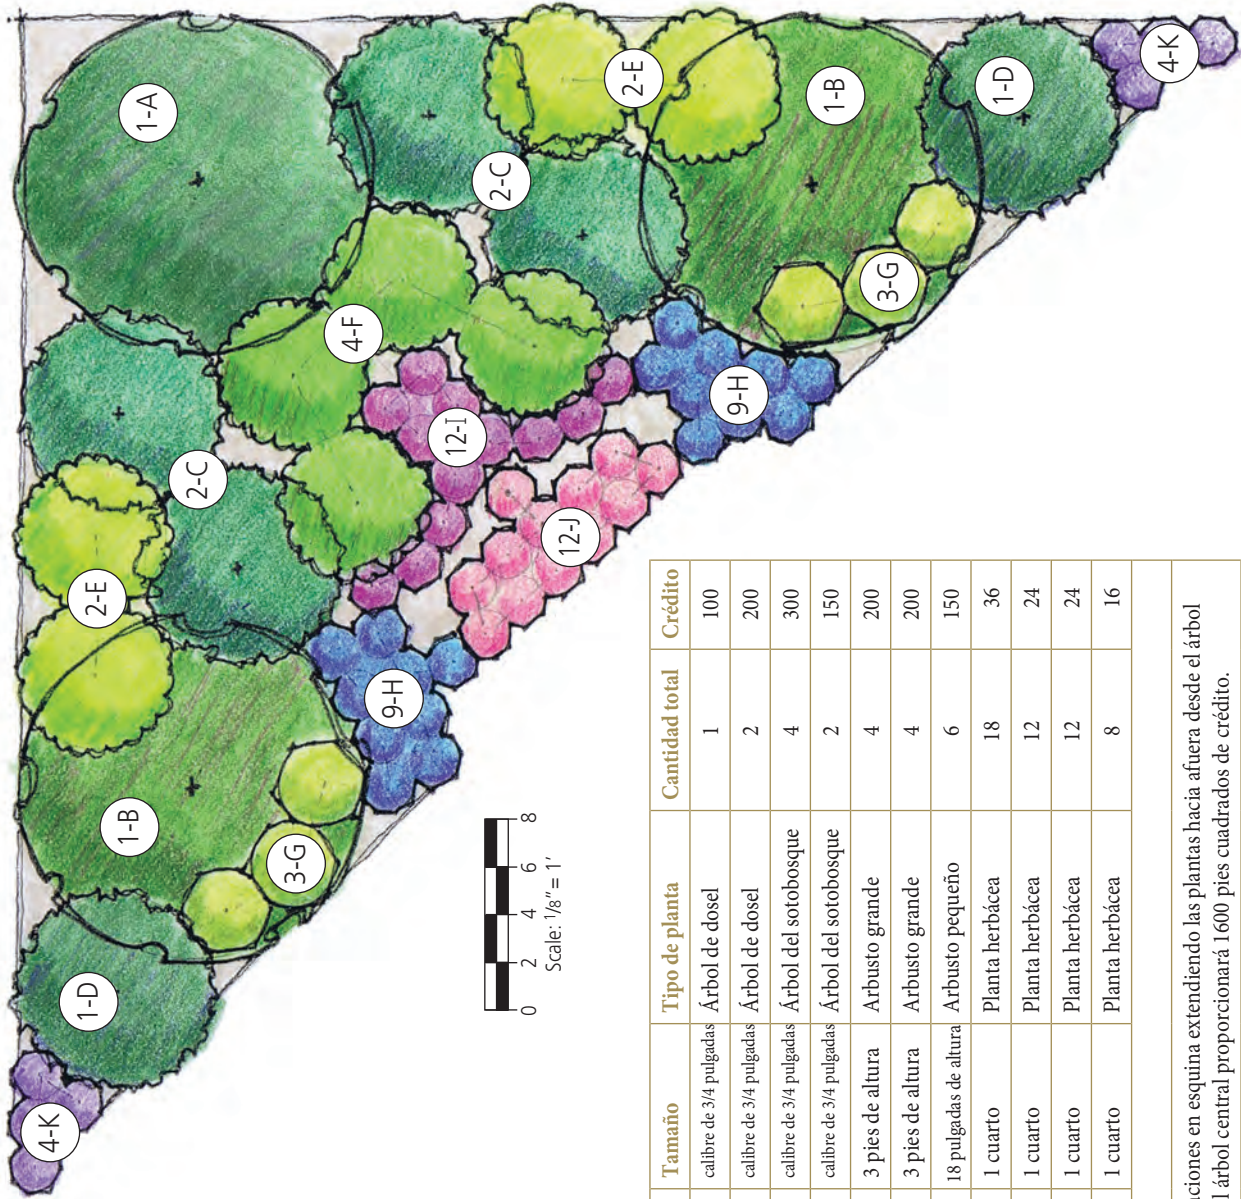 4-K
1-D
1-B
3-G
2-E
9-H
2-C
1-A
4-F
12-I
12-J
2-C
9-H
2-E
1-B
3-G
1-D
4-K
0 2 4 6 8
Scale: 1/8" = 1'
Tamaño Tipo de planta Cantidad total Crédito
calibre de 3/4 pulgadas Árbol de dosel 1 100
calibre de 3/4 pulgadas Árbol de dosel 2 200
calibre de 3/4 pulgadas Árbol del sotobosque 4 300
calibre de 3/4 pulgadas Árbol del sotobosque 2 150
3 pies de altura Arbusto grande 4 200
3 pies de altura Arbusto grande 4 200
18 pulgadas de altura Arbusto pequeño 6 150
1 cuarto Planta herbácea 18 36
1 cuarto Planta herbácea 12 24
1 cuarto Planta herbácea 12 24
1 cuarto Planta herbácea 8 16
en esquina extendiendo las plantas hacia afuera desde el árbol
árbol central proporcionará 1600 pies cuadrados de crédito.